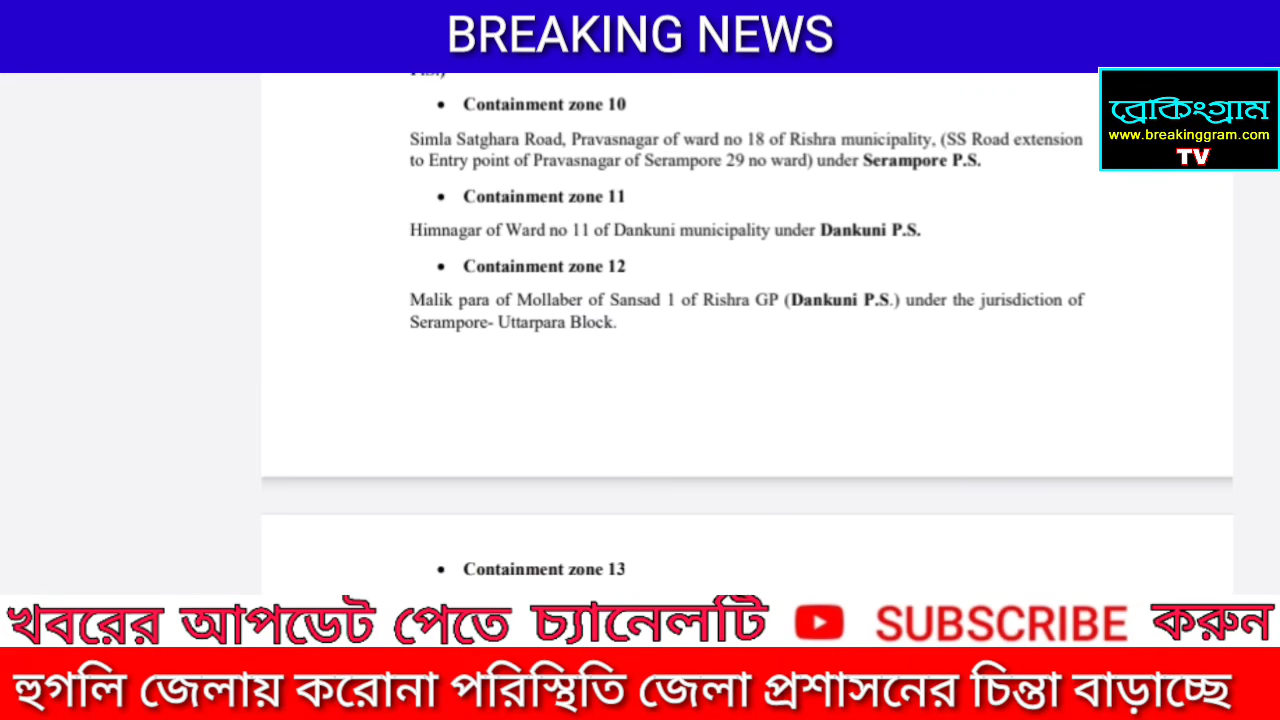 BREAKING NEWS
ব্রেকিংগ্রাম
www.breakinggram.com
TV
• Containment zone 10
Simla Satghara Road, Pravasnagar of ward no 18 of Rishra municipality, (SS Road extension
to Entry point of Pravasnagar of Serampore 29 no ward) under Serampore P.S.
• Containment zone 11
Himnagar of Ward no 11 of Dankuni municipality under Dankuni P.S.
• Containment zone 12
Malik para of Mollaber of Sansad 1 of Rishra GP (Dankuni P.S.) under the jurisdiction of
Serampore- Uttarpara Block.
• Containment zone 13
খবরের আপডেট পেতে চ্যানেলটি SUBSCRIBE করুন
হুগলি জেলায় করোনা পরিস্থিতি জেলা প্রশাসনের চিন্তা বাড়াচ্ছে